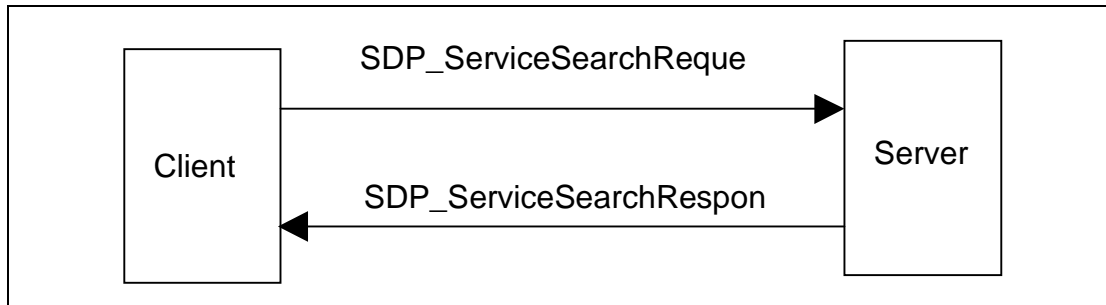 SDP_ServiceSearchReque
Client
Server
SDP_ServiceSearchRespon